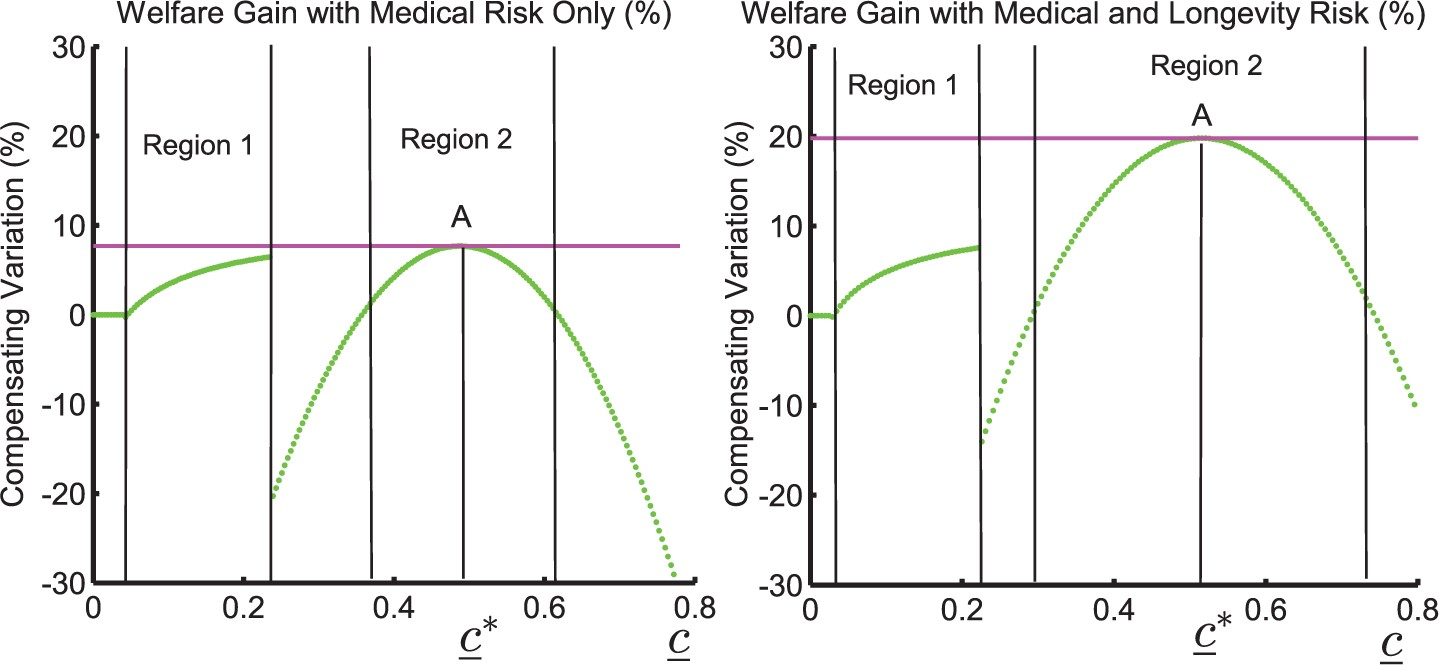 Welfare Gain with Medical Risk Only (%)
Compensating Variation (%)
30
20
10
0
-10
-20
-30
Region 1
Region 2
A
0
0.2
0.4
0.6
0.8
c*
c
Welfare Gain with Medical and Longevity Risk (%)
Compensating Variation (%)
30
20
10
0
-10
-20
-30
Region 1
Region 2
A
0
0.2
0.4
0.6
0.8
c*
c